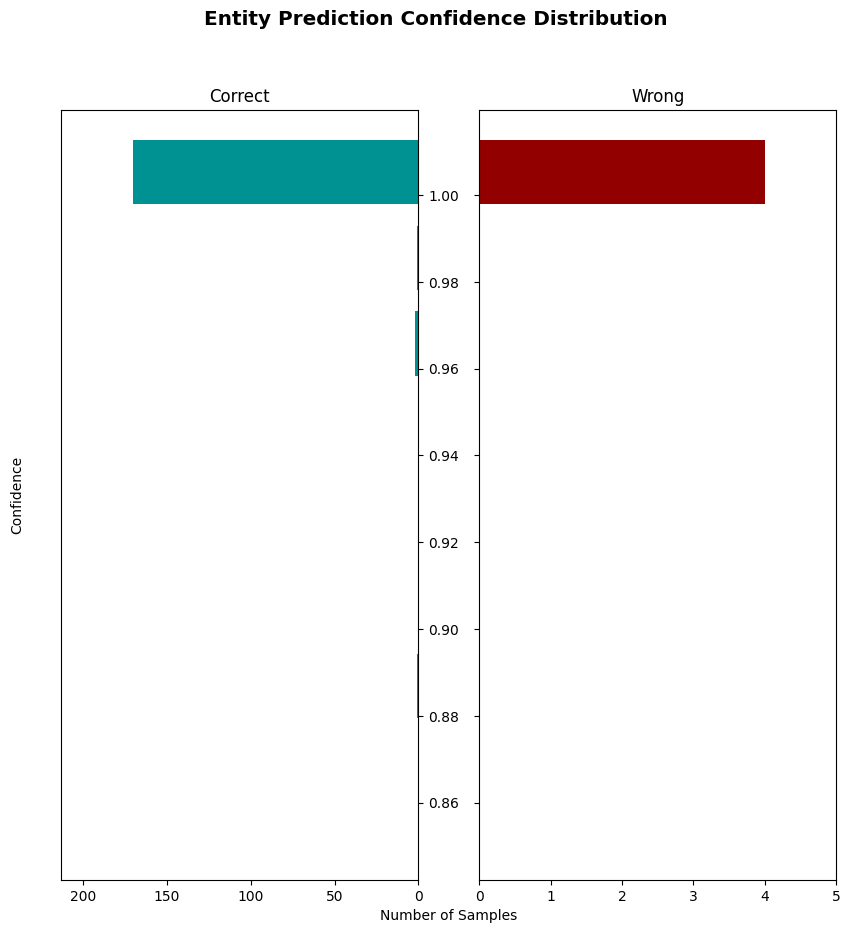 Entity Prediction Confidence Distribution
Correct
Wrong
1.00
0.98
0.96
0.94
0.92
0.90
0.88
0.86
Confidence
200 150 100 50 0
0 1 2 3 4 5
Number of Samples